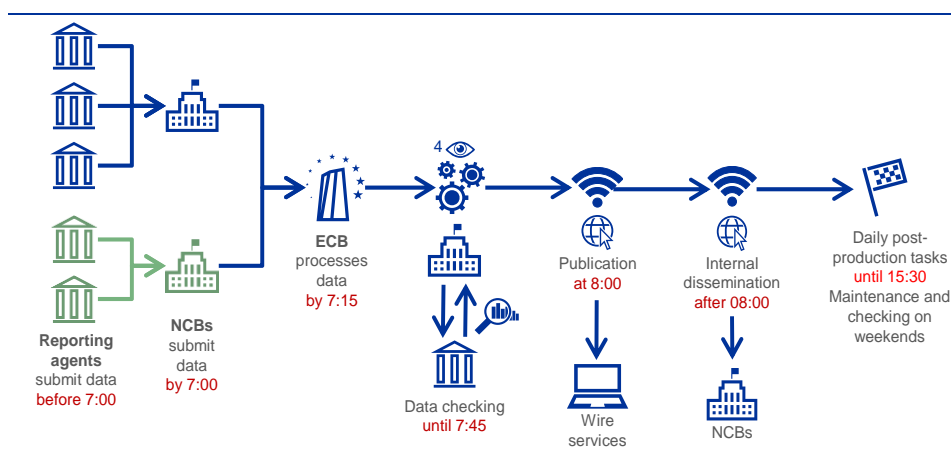 Reporting
agents
submit data
before 7:00
NCBs
submit
data
by 7:00
ECB
processes
data
by 7:15
4
Data checking
until 7:45
Publication
at 8:00
Wire
services
Internal
dissemination
after 08:00
NCBs
Daily post-
production tasks
until 15:30
Maintenance and
checking on
weekends